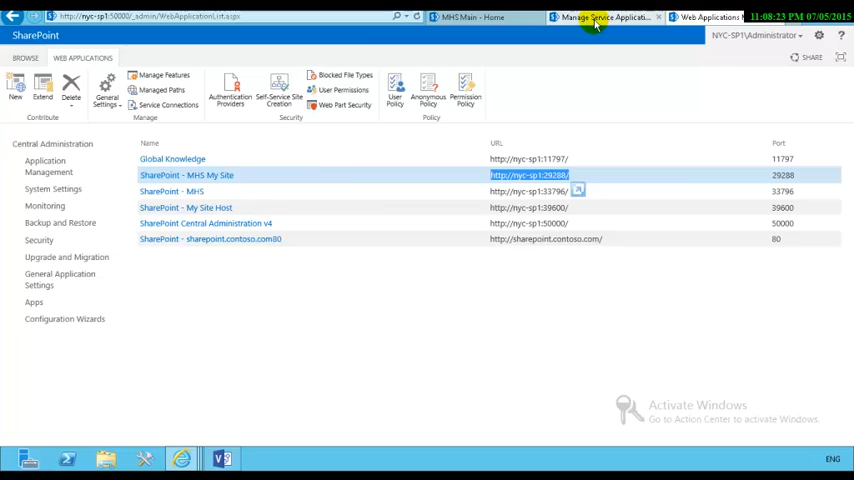 http://nyc-sp1:50000/_admin/WebApplicationList.aspx
MHS Main - Home
Manage Service Applicati...
Web Applications
11:08:23 PM 07/05/2015
SharePoint
NYC-SP1\Administrator
BROWSE
WEB APPLICATIONS
SHARE
New
Extend
Delete
General Settings
Manage Features
Managed Paths
Service Connections
Authentication Providers
Self-Service Site Creation
Blocked File Types
User Permissions
Web Part Security
User Policy
Anonymous Policy
Permission Policy
Contribute
Manage
Security
Policy
Central Administration
Application Management
System Settings
Monitoring
Backup and Restore
Security
Upgrade and Migration
General Application Settings
Apps
Configuration Wizards
Name URL Port
Global Knowledge http://nyc-sp1:11797/ 11797
SharePoint - MHS My Site http://nyc-sp1:29288/ 29288
SharePoint - MHS http://nyc-sp1:33796/ 33796
SharePoint - My Site Host http://nyc-sp1:39600/ 39600
SharePoint Central Administration v4 http://nyc-sp1:50000/ 50000
SharePoint - sharepoint.contoso.com80 http://sharepoint.contoso.com/ 80
Activate Windows
Go to Action Center to activate Windows.
ENG